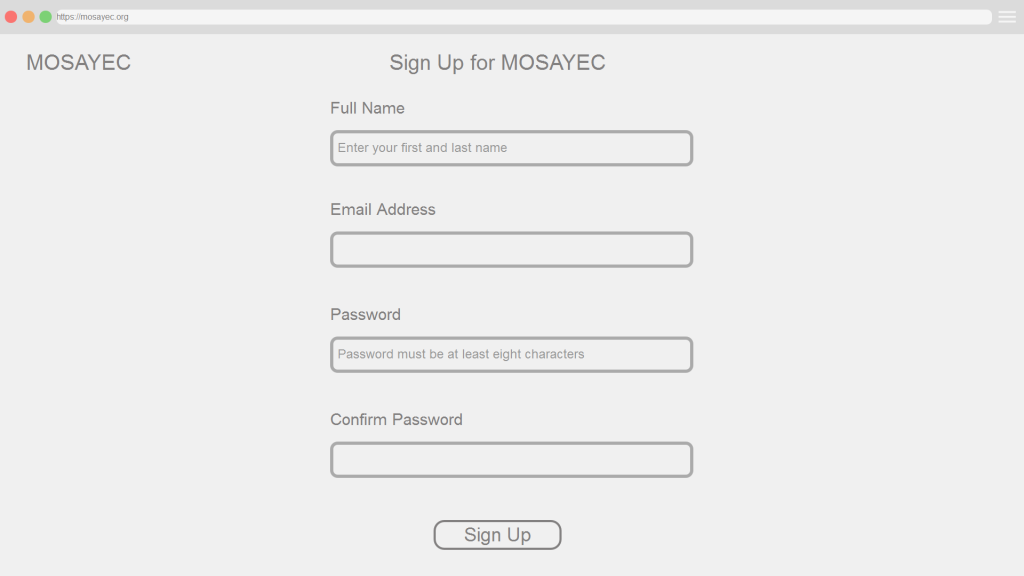 https://mosayec.org
MOSAYEC
Sign Up for MOSAYEC
Full Name
Enter your first and last name
Email Address
Password
Password must be at least eight characters
Confirm Password
Sign Up